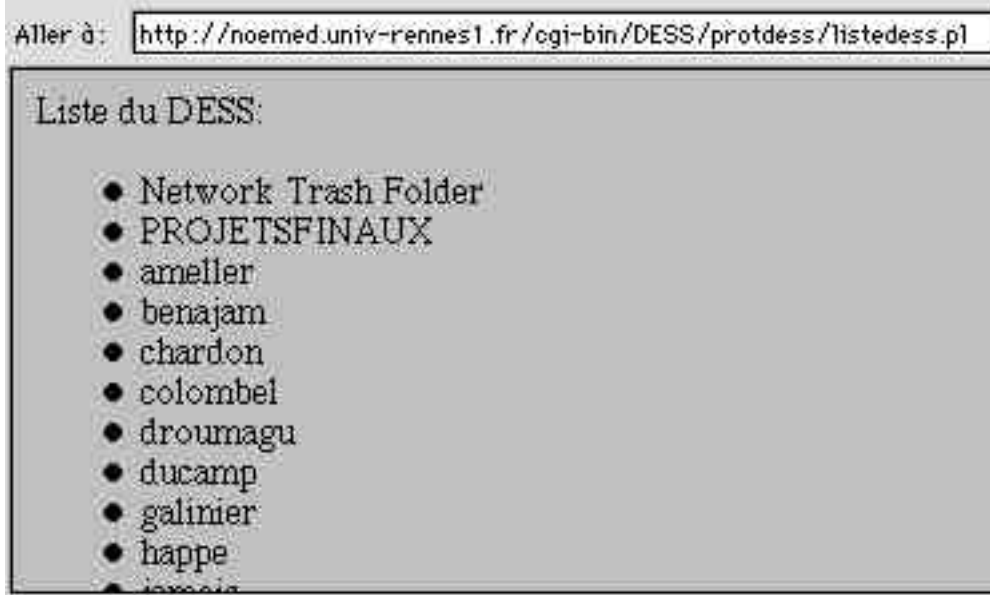 Aller à: http://noemed.univ-rennes1.fr/cgi-bin/DESS/protdess/listedess.pl
Liste du DESS:
Network Trash Folder
PROJETSFINAUX
ameller
benajam
chardon
colombel
droumagu
ducamp
galinier
happe